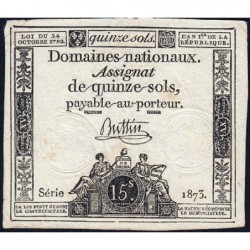 LOI DU 24 OCTOBRE 1792.
quinze sols.
L'AN 1er. DE LA RÉPUBLIQUE.
Domaines nationaux.
Assignat
de quinze sols,
payable au porteur.
Buttin
15s
Série
1873.
LA LOI PUNIT DE MORT LE CONTREFACTEUR.
LA NATION RÉCOMPENSE LE DÉNONCIATEUR.